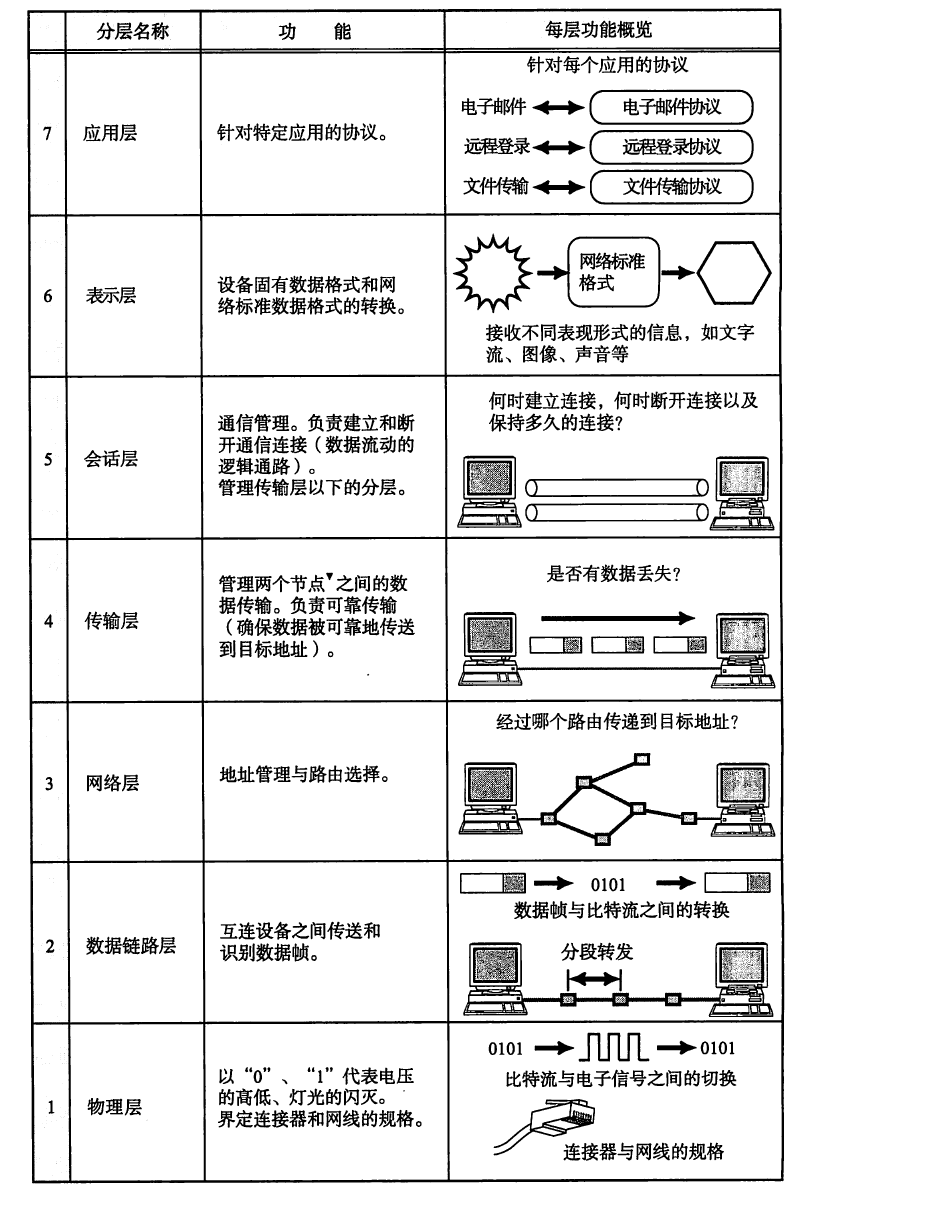 分层名称 功 能 每层功能概览
针对每个应用的协议
电子邮件 电子邮件协议
7 应用层 针对特定应用的协议。 远程登录 远程登录协议
文件传输 文件传输协议
6 表示层
设备固有数据格式和网
络标准数据格式的转换。
网络标准
格式
接收不同表现形式的信息，如文字
流、图像、声音等
5 会话层
通信管理。负责建立和断
开通信连接（数据流动的
逻辑通路）。
管理传输层以下的分层。
何时建立连接，何时断开连接以及
保持多久的连接？
4 传输层
管理两个节点▼之间的数
据传输。负责可靠传输
（确保数据被可靠地传送
到目标地址）。
是否有数据丢失？
3 网络层 地址管理与路由选择。
经过哪个路由传递到目标地址？
2 数据链路层
互连设备之间传送和
识别数据帧。
0101
数据帧与比特流之间的转换
分段转发
1 物理层
以“0”、“1”代表电压
的高低、灯光的闪灭。
界定连接器和网线的规格。
0101 0101
比特流与电子信号之间的切换
连接器与网线的规格